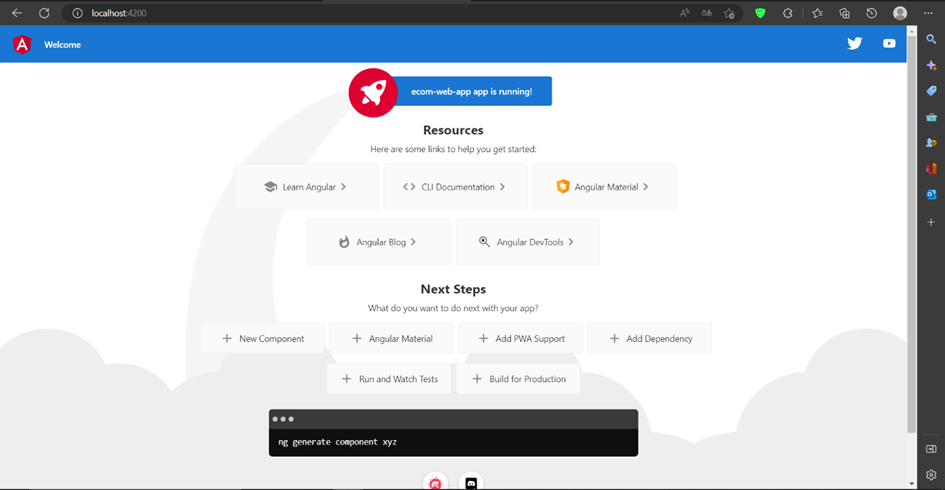 localhost:4200
Welcome
ecom-web-app app is running!
Resources
Here are some links to help you get started:
Learn Angular
CLI Documentation
Angular Material
Angular Blog
Angular DevTools
Next Steps
What do you want to do next with your app?
New Component
Angular Material
Add PWA Support
Add Dependency
Run and Watch Tests
Build for Production
ng generate component xyz